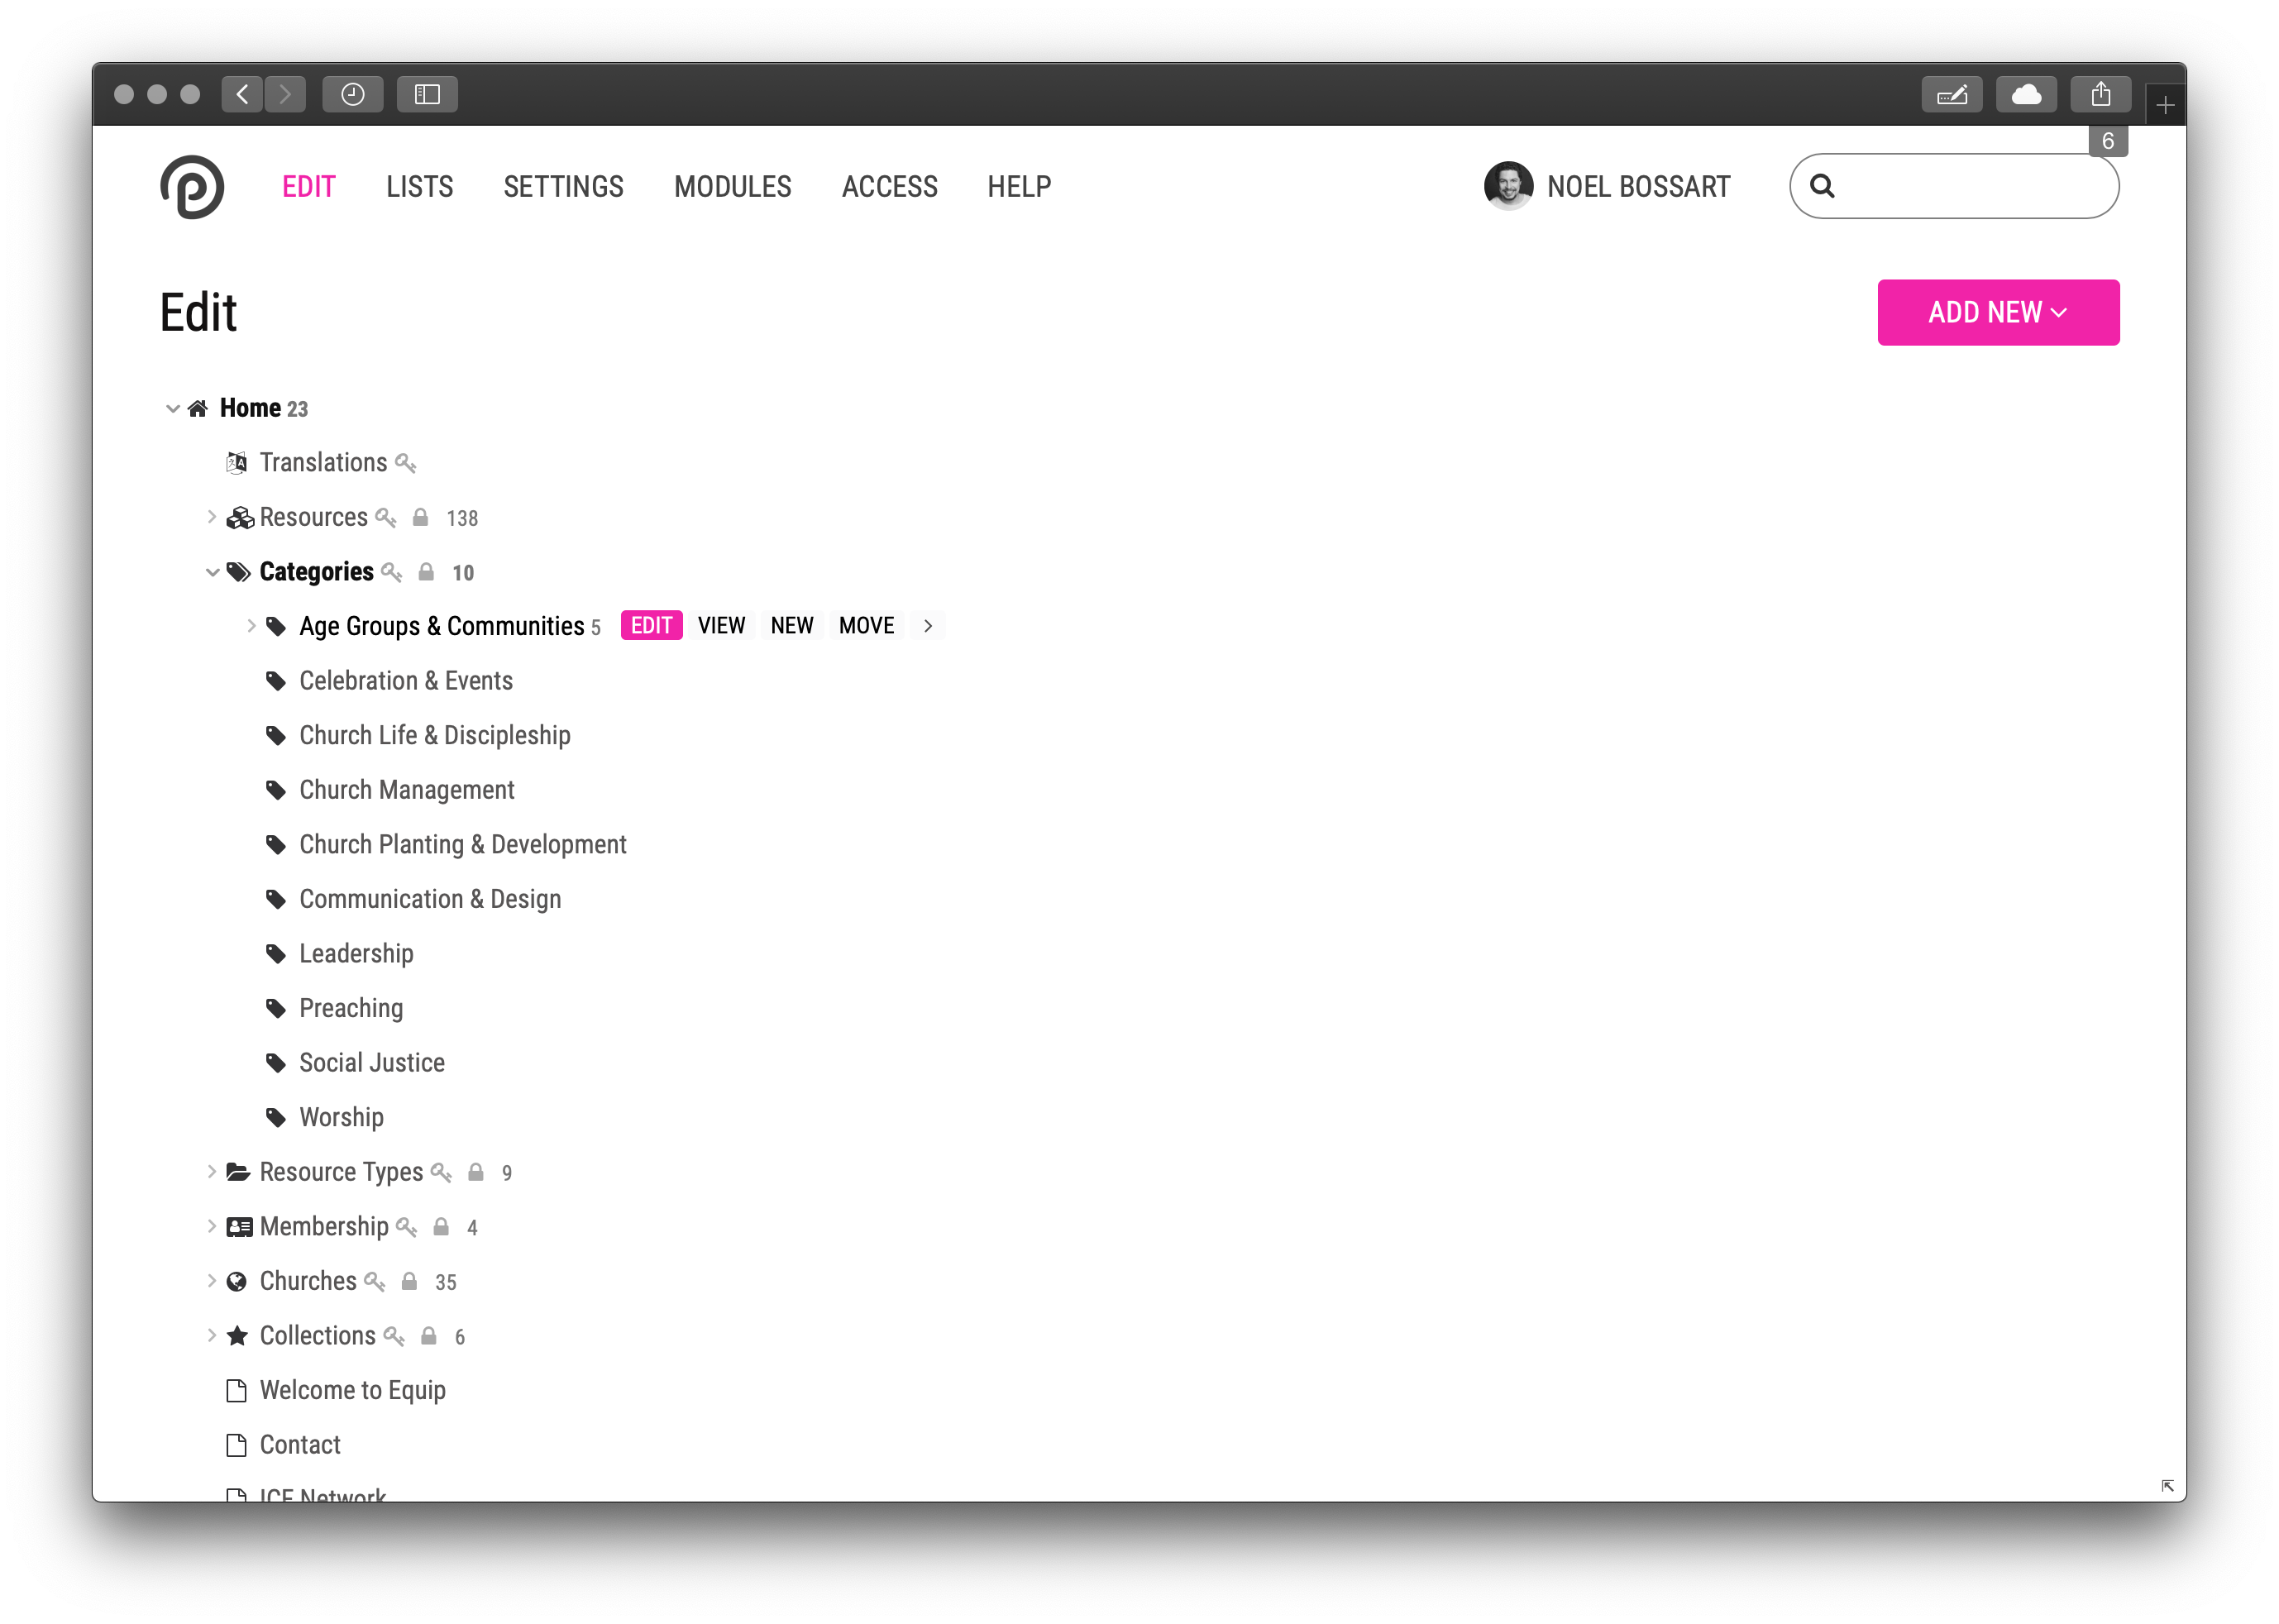 6
EDIT LISTS SETTINGS MODULES ACCESS HELP NOEL BOSSART
Edit ADD NEW
Home 23
Translations
Resources 138
Categories 10
Age Groups & Communities 5 EDIT VIEW NEW MOVE
Celebration & Events
Church Life & Discipleship
Church Management
Church Planting & Development
Communication & Design
Leadership
Preaching
Social Justice
Worship
Resource Types 9
Membership 4
Churches 35
Collections 6
Welcome to Equip
Contact
ICF Network